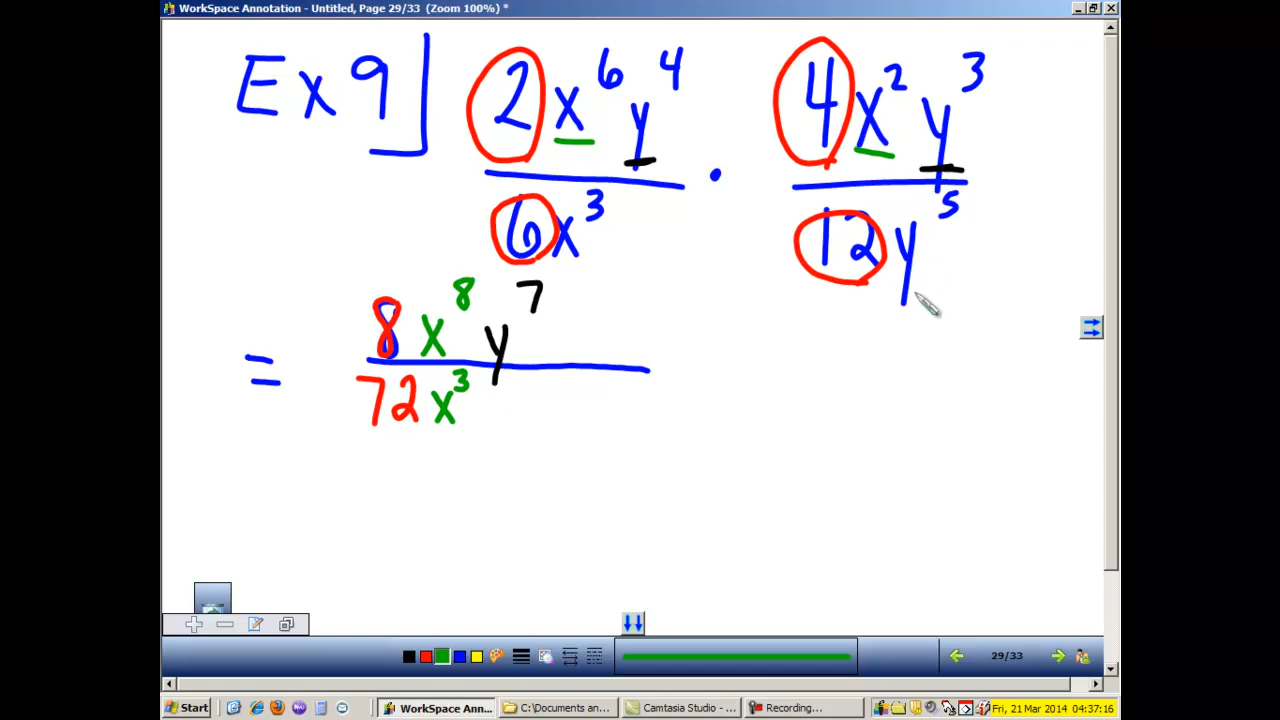 WorkSpace Annotation - Untitled, Page 29/33 (Zoom 100%) *
Ex 9
2x⁶y⁴ / 6x³ · 4x²y³ / 12y⁵
= 8x⁸y⁷ / 72x³
29/33
Start
WorkSpace Ann...
C:\Documents an...
Camtasia Studio - ...
Recording...
Fri, 21 Mar 2014 04:37:16